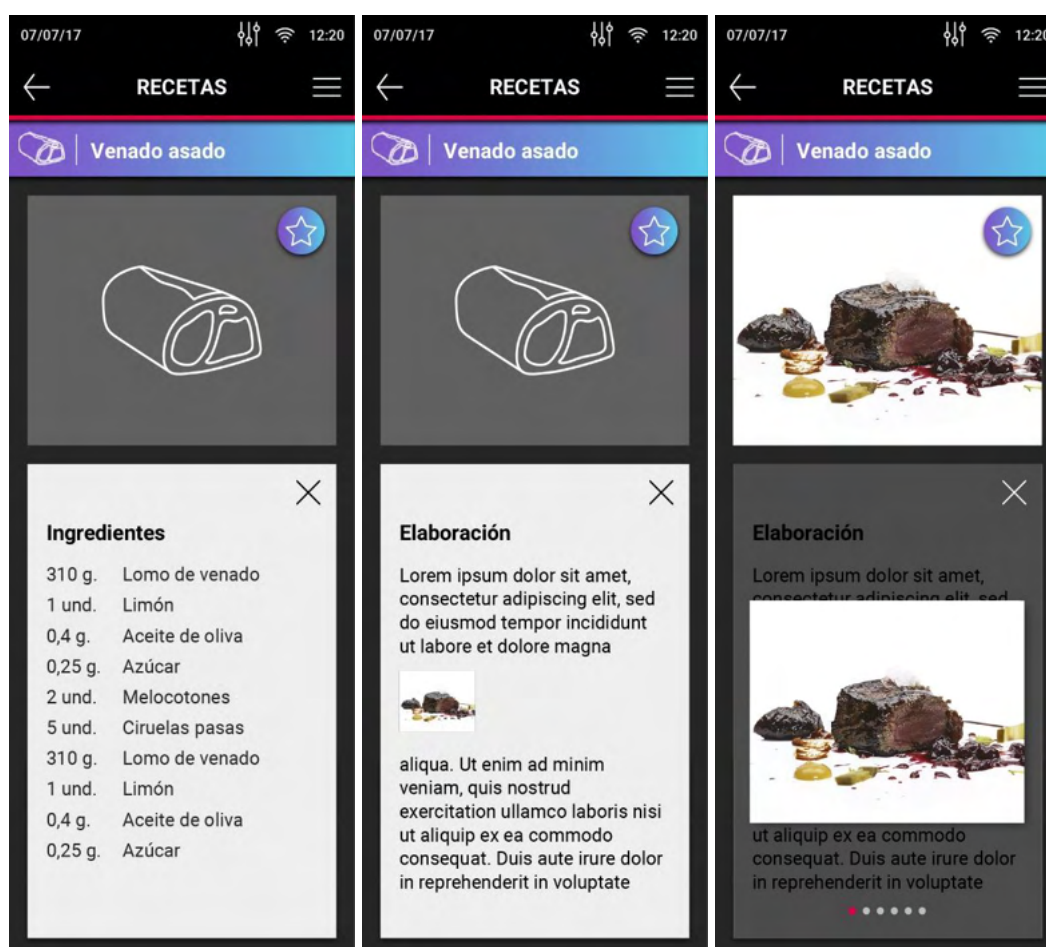 07/07/17 12:20
RECETAS
Venado asado
Ingredientes
310 g. Lomo de venado
1 und. Limón
0,4 g. Aceite de oliva
0,25 g. Azúcar
2 und. Melocotones
5 und. Ciruelas pasas
310 g. Lomo de venado
1 und. Limón
0,4 g. Aceite de oliva
0,25 g. Azúcar
07/07/17 12:20
RECETAS
Venado asado
Elaboración
Lorem ipsum dolor sit amet,
consectetur adipiscing elit, sed
do eiusmod tempor incididunt
ut labore et dolore magna
aliqua. Ut enim ad minim
veniam, quis nostrud
exercitation ullamco laboris nisi
ut aliquip ex ea commodo
consequat. Duis aute irure dolor
in reprehenderit in voluptate
07/07/17 12:20
RECETAS
Venado asado
Elaboración
Lorem ipsum dolor sit amet,
consectetur adipiscing elit, sed
ut aliquip ex ea commodo
consequat. Duis aute irure dolor
in reprehenderit in voluptate